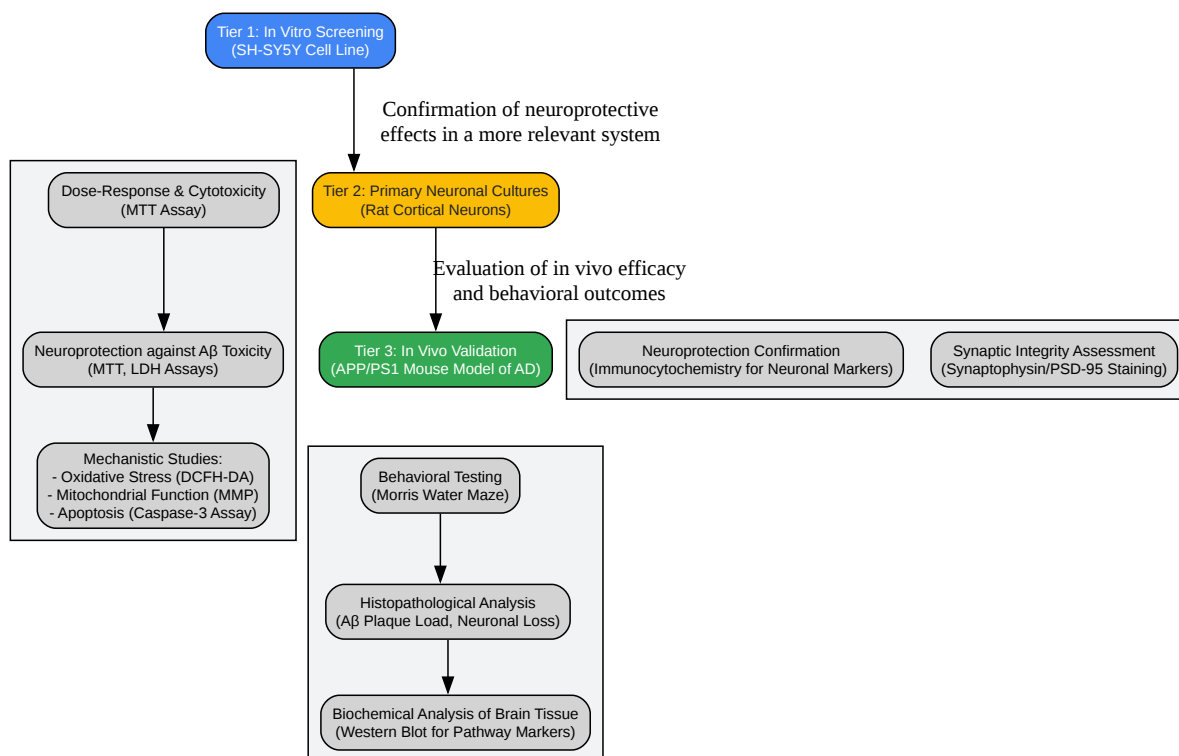 Tier 1: In Vitro Screening
(SH-SY5Y Cell Line)
Confirmation of neuroprotective
effects in a more relevant system
Dose-Response & Cytotoxicity
(MTT Assay)
Tier 2: Primary Neuronal Cultures
(Rat Cortical Neurons)
Evaluation of in vivo efficacy
and behavioral outcomes
Neuroprotection against Aβ Toxicity
(MTT, LDH Assays)
Tier 3: In Vivo Validation
(APP/PS1 Mouse Model of AD)
Neuroprotection Confirmation
(Immunocytochemistry for Neuronal Markers)
Synaptic Integrity Assessment
(Synaptophysin/PSD-95 Staining)
Mechanistic Studies:
- Oxidative Stress (DCFH-DA)
- Mitochondrial Function (MMP)
- Apoptosis (Caspase-3 Assay)
Behavioral Testing
(Morris Water Maze)
Histopathological Analysis
(Aβ Plaque Load, Neuronal Loss)
Biochemical Analysis of Brain Tissue
(Western Blot for Pathway Markers)